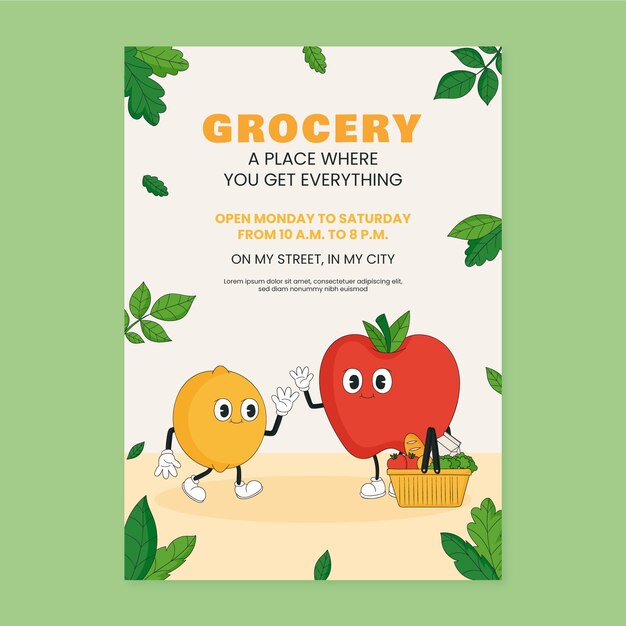 GROCERY
A PLACE WHERE
YOU GET EVERYTHING
OPEN MONDAY TO SATURDAY
FROM 10 A.M. TO 8 P.M.
ON MY STREET, IN MY CITY
Lorem ipsum dolor sit amet, consectetuer adipiscing elit,
sed diam nonummy nibh euismod